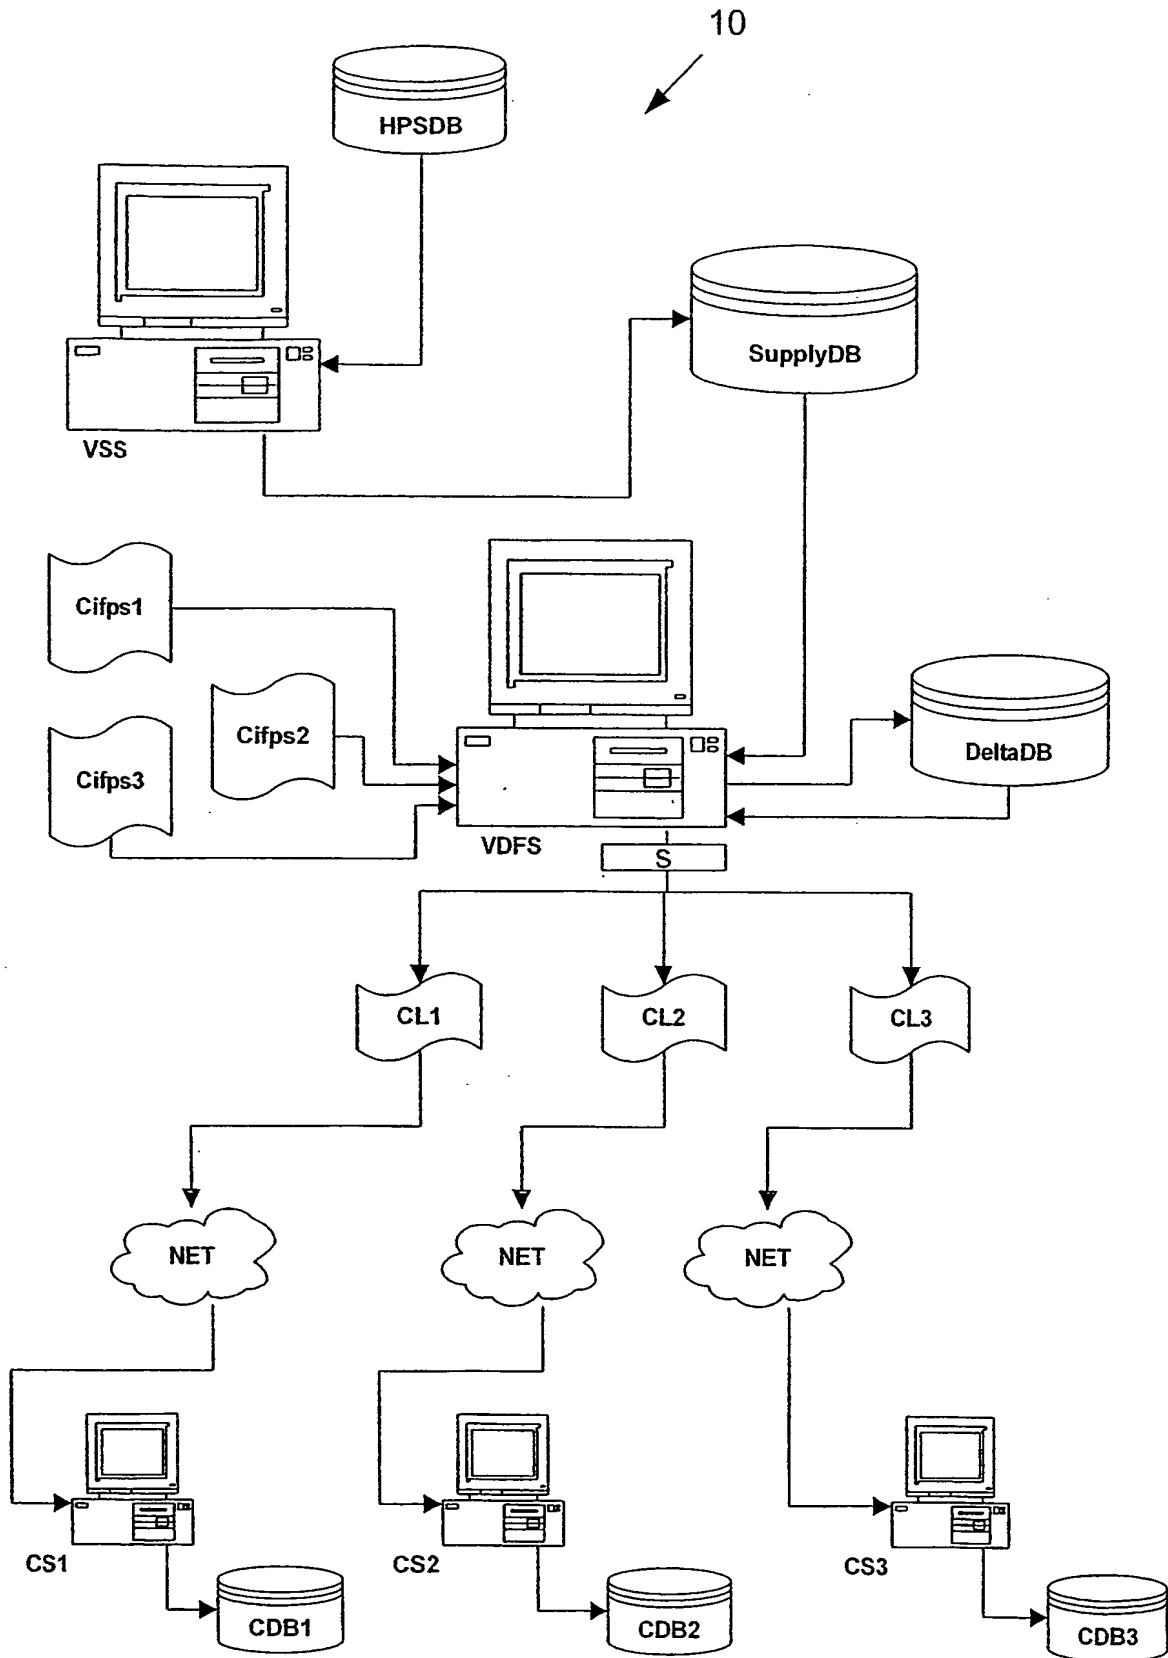 10
HPSDB
SupplyDB
VSS
Cifps1
Cifps2
Cifps3
DeltaDB
VDFS
S
CL1
CL2
CL3
NET
NET
NET
CS1
CS2
CS3
CDB1
CDB2
CDB3